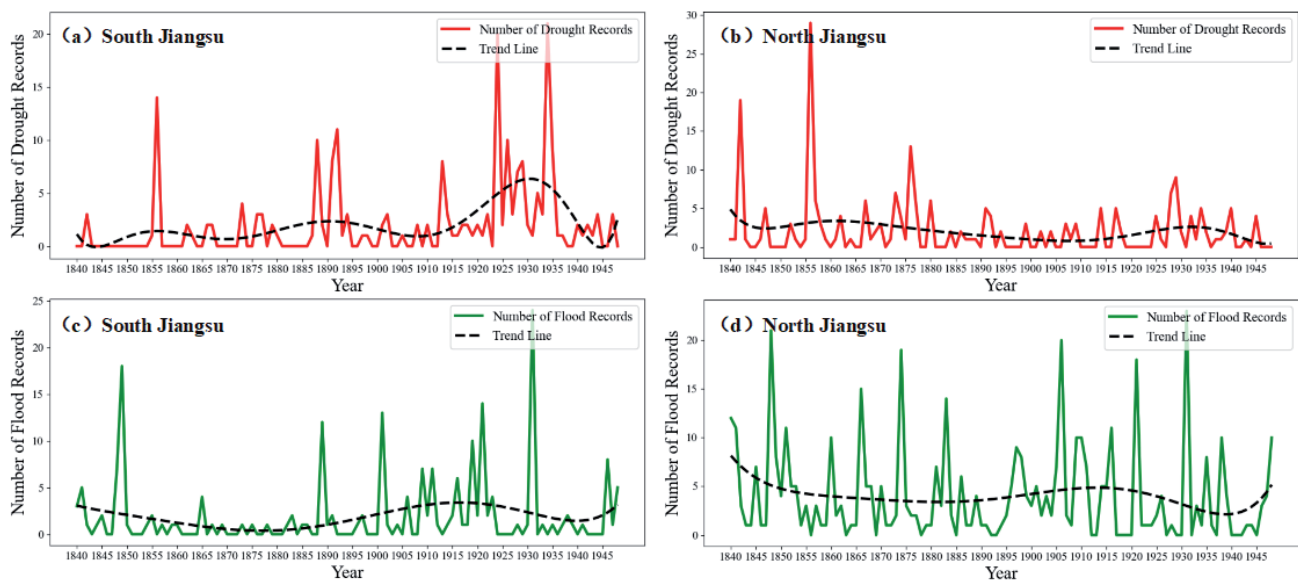 (a) South Jiangsu
Number of Drought Records
Trend Line
Number of Drought Records
20
15
10
5
0
1840 1845 1850 1855 1860 1865 1870 1875 1880 1885 1890 1895 1900 1905 1910 1915 1920 1925 1930 1935 1940 1945
Year
(b) North Jiangsu
Number of Drought Records
Trend Line
Number of Drought Records
30
25
20
15
10
5
0
1840 1845 1850 1855 1860 1865 1870 1875 1880 1885 1890 1895 1900 1905 1910 1915 1920 1925 1930 1935 1940 1945
Year
(c) South Jiangsu
Number of Flood Records
Trend Line
Number of Flood Records
25
20
15
10
5
0
1840 1845 1850 1855 1860 1865 1870 1875 1880 1885 1890 1895 1900 1905 1910 1915 1920 1925 1930 1935 1940 1945
Year
(d) North Jiangsu
Number of Flood Records
Trend Line
Number of Flood Records
20
15
10
5
0
1840 1845 1850 1855 1860 1865 1870 1875 1880 1885 1890 1895 1900 1905 1910 1915 1920 1925 1930 1935 1940 1945
Year